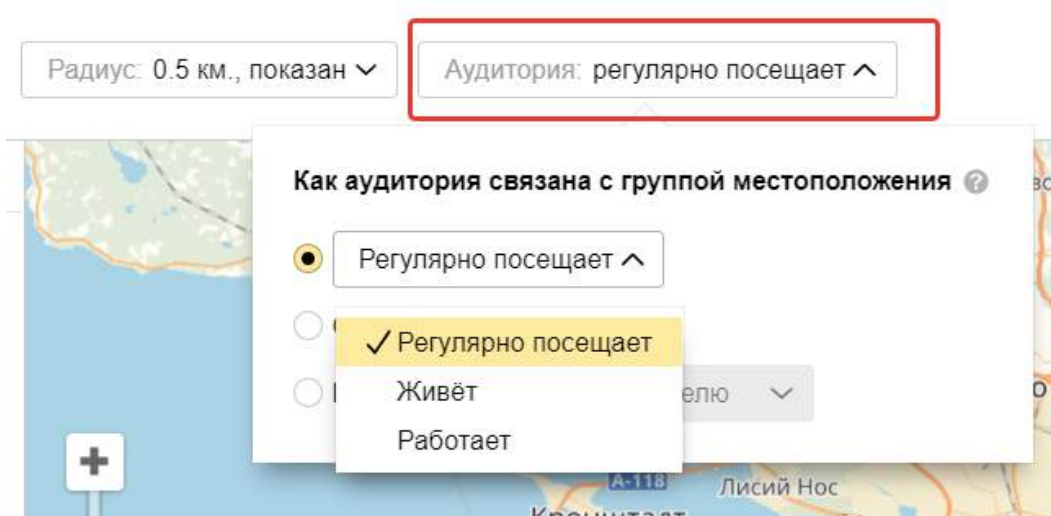 Радиус: 0.5 км., показан
Аудитория: регулярно посещает
Как аудитория связана с группой местоположения
Регулярно посещает
Регулярно посещает
Живёт
Работает
А-118
Лисий Нос